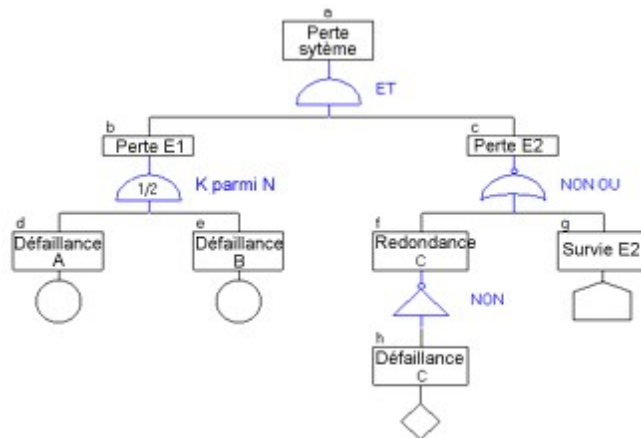 a
Perte
sytème
ET
b
Perte E1
c
Perte E2
1/2
K parmi N
NON OU
d
Défaillance
A
e
Défaillance
B
f
Redondance
C
g
Survie E2
NON
h
Défaillance
C